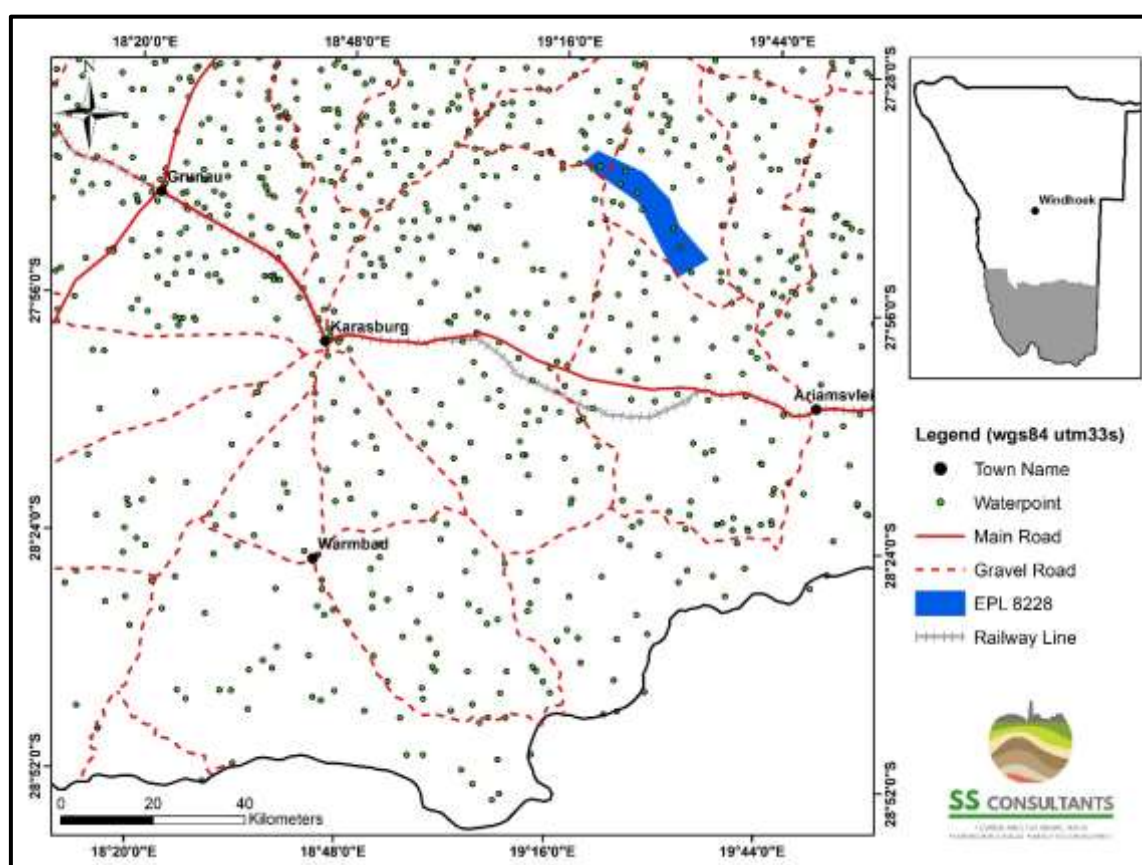 18°20'0"E
18°48'0"E
19°16'0"E
19°44'0"E
N
27°28'0"S
Grunau
Windhoek
27°56'0"S
27°56'0"S
Karasburg
Ariamsvlei
Legend (wgs84 utm33s)
Town Name
Waterpoint
Main Road
Gravel Road
EPL 8228
Railway Line
28°24'0"S
28°24'0"S
Warmbad
28°52'0"S
28°52'0"S
0 20 40
Kilometers
SS CONSULTANTS
18°20'0"E
18°48'0"E
19°16'0"E
19°44'0"E